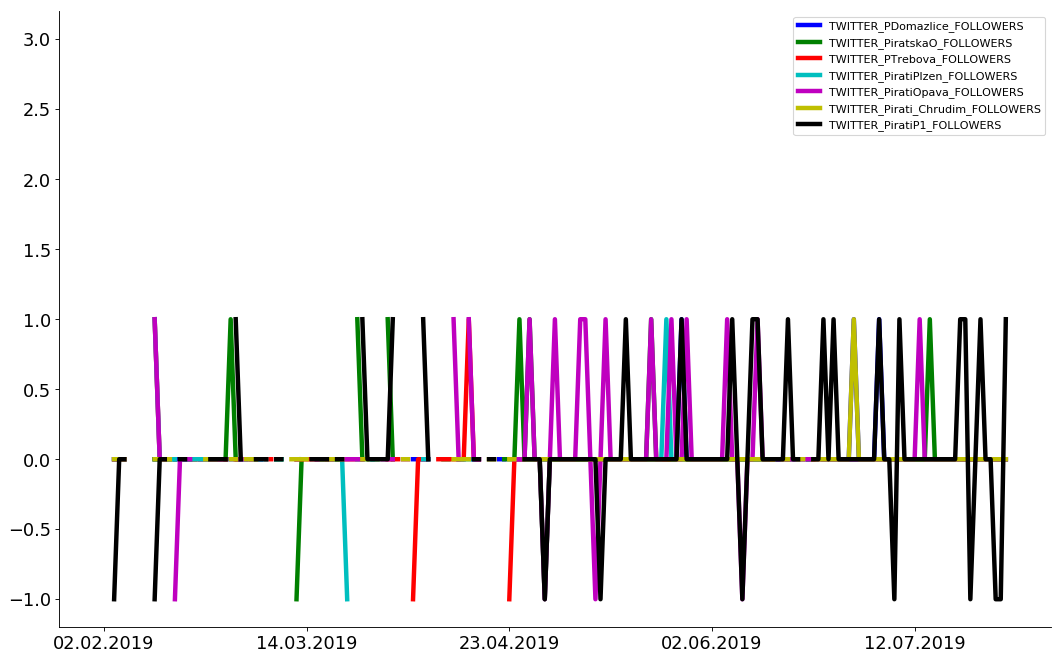 3.0
2.5
2.0
1.5
1.0
0.5
0.0
−0.5
−1.0
02.02.2019
14.03.2019
23.04.2019
02.06.2019
12.07.2019
TWITTER_PDomazlice_FOLLOWERS
TWITTER_PiratskaO_FOLLOWERS
TWITTER_PTrebova_FOLLOWERS
TWITTER_PiratiPlzen_FOLLOWERS
TWITTER_PiratiOpava_FOLLOWERS
TWITTER_Pirati_Chrudim_FOLLOWERS
TWITTER_PiratiP1_FOLLOWERS